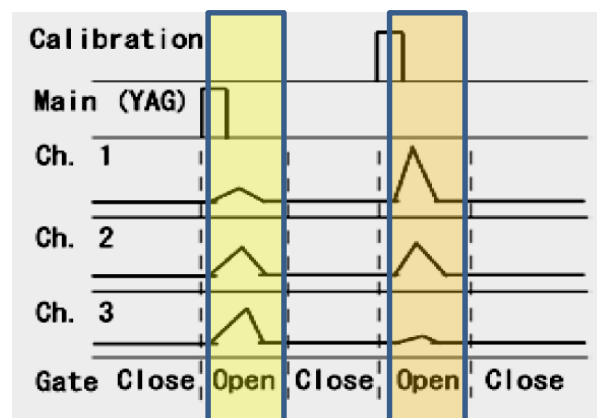 Calibration
Main (YAG)
Ch. 1
Ch. 2
Ch. 3
Gate Close Open Close Open Close